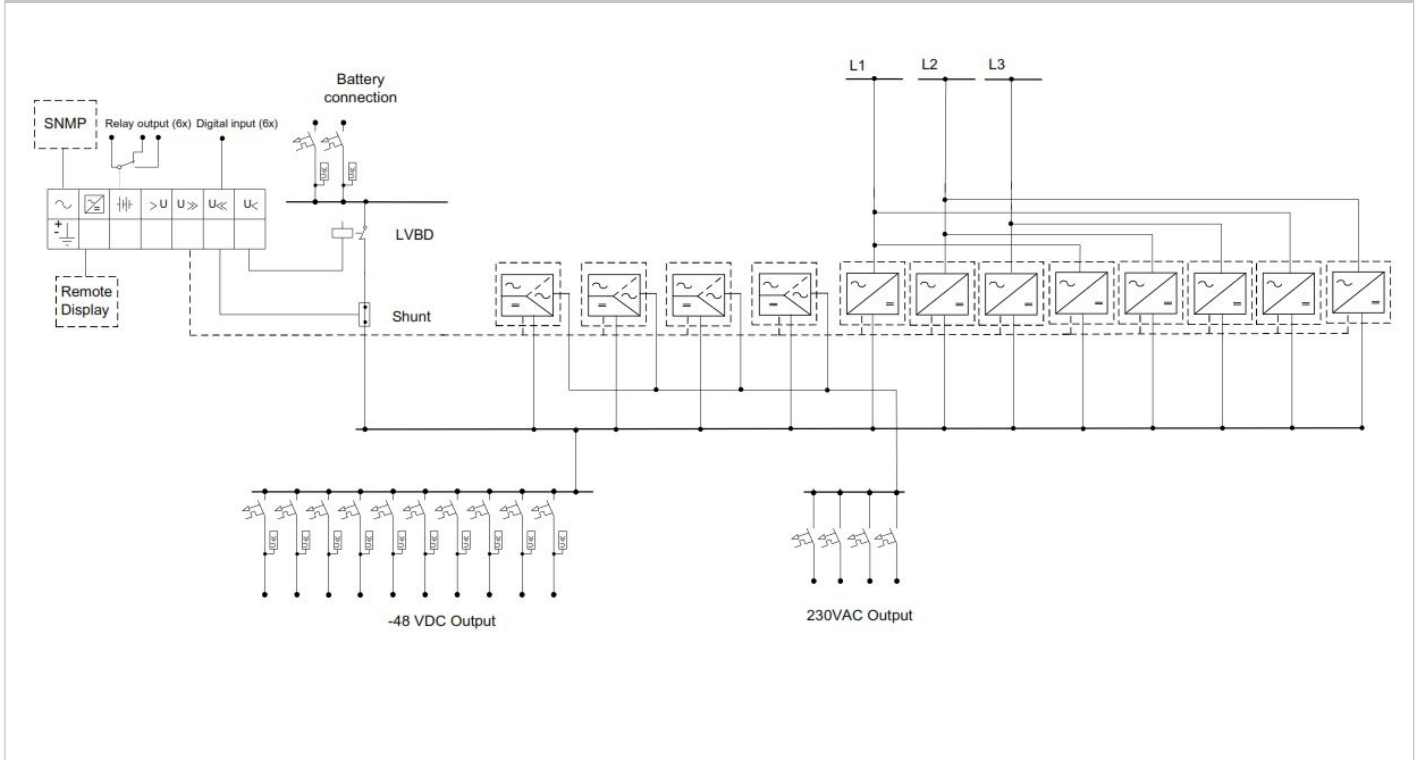 Battery
connection
L1 L2 L3
SNMP Relay output (6x) Digital input (6x)
>U U>> U<< U<
LVBD
Remote
Display
Shunt
-48 VDC Output
230VAC Output